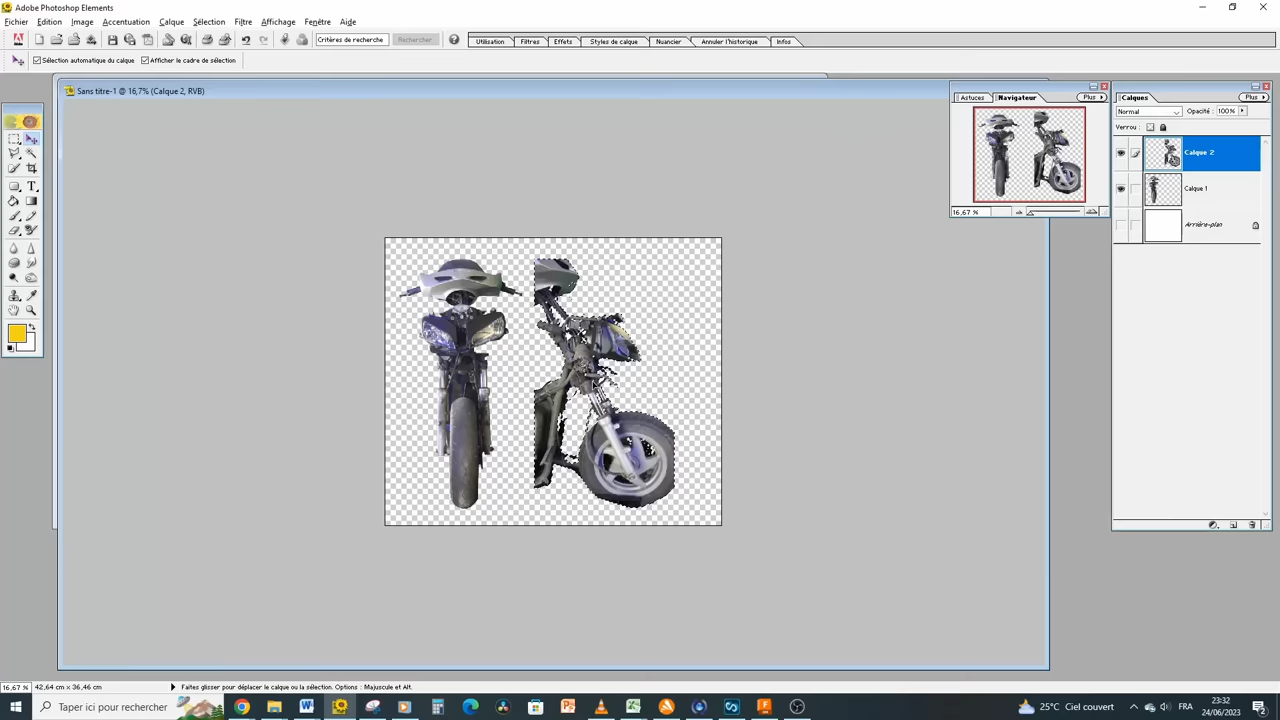 Adobe Photoshop Elements
Fichier Edition Image Accentuation Calque Sélection Filtre Affichage Fenêtre Aide
Critères de recherche Rechercher Utilisation Filtres Effets Styles de calque Nuancier Annuler l'historique Infos
Sélection automatique du calque Afficher le cadre de sélection
Sans titre-1 @ 16,7% (Calque 2, RVB)
Astuces Navigateur Plus
16,67 %
Calques Plus
Normal Opacité : 100%
Verrou :
Calque 2
Calque 1
Arrière-plan
16,67 % 42,64 cm x 36,46 cm Faites glisser pour déplacer le calque ou la sélection. Options : Majuscule et Alt.
Taper ici pour rechercher
25°C Ciel couvert
FRA
23:32
24/06/2023